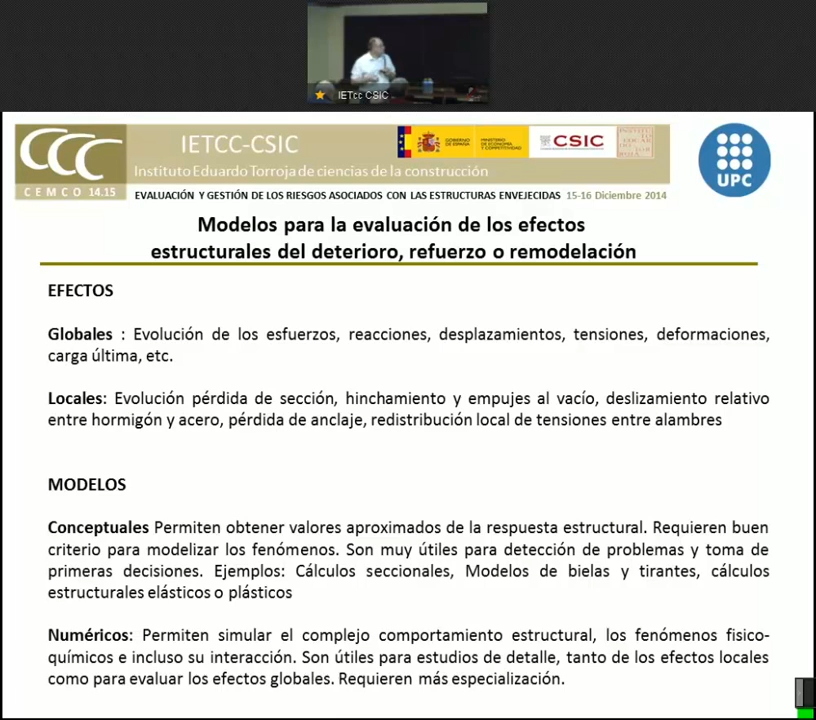 IETcc CSIC
CCC
CEMCO 14.15
IETCC-CSIC
Instituto Eduardo Torroja de ciencias de la construcción
GOBIERNO DE ESPAÑA
MINISTERIO DE ECONOMÍA Y COMPETITIVIDAD
CSIC
UPC
EVALUACIÓN Y GESTIÓN DE LOS RIESGOS ASOCIADOS CON LAS ESTRUCTURAS ENVEJECIDAS 15-16 Diciembre 2014
Modelos para la evaluación de los efectos
estructurales del deterioro, refuerzo o remodelación
EFECTOS
Globales : Evolución de los esfuerzos, reacciones, desplazamientos, tensiones, deformaciones,
carga última, etc.
Locales: Evolución pérdida de sección, hinchamiento y empujes al vacío, deslizamiento relativo
entre hormigón y acero, pérdida de anclaje, redistribución local de tensiones entre alambres
MODELOS
Conceptuales Permiten obtener valores aproximados de la respuesta estructural. Requieren buen
criterio para modelizar los fenómenos. Son muy útiles para detección de problemas y toma de
primeras decisiones. Ejemplos: Cálculos seccionales, Modelos de bielas y tirantes, cálculos
estructurales elásticos o plásticos
Numéricos: Permiten simular el complejo comportamiento estructural, los fenómenos fisico-
químicos e incluso su interacción. Son útiles para estudios de detalle, tanto de los efectos locales
como para evaluar los efectos globales. Requieren más especialización.